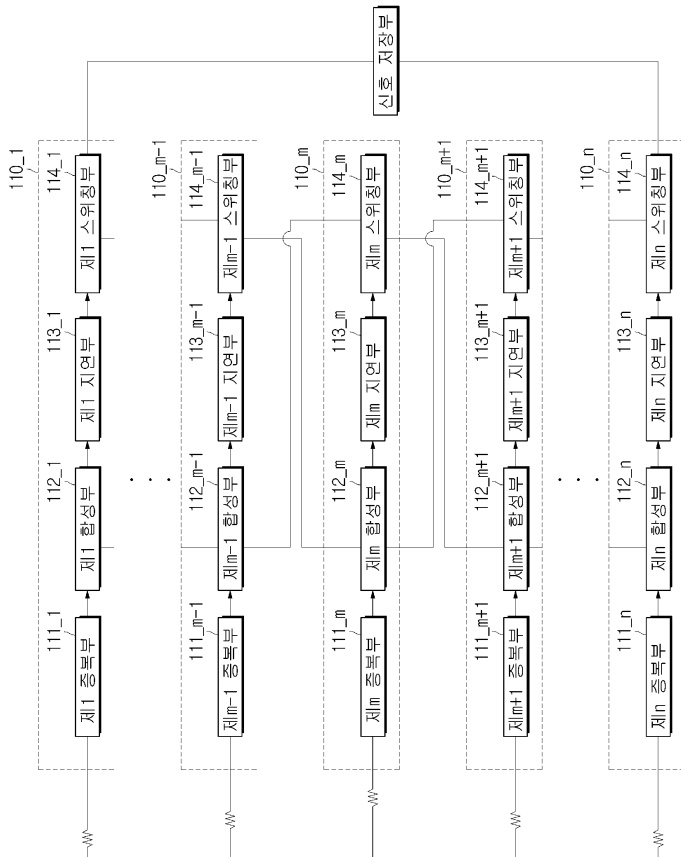 110_1
111_1
112_1
113_1
114_1
제1 증폭부
제1 합성부
제1 지연부
제1 스위칭부
. . .
110_m-1
111_m-1
112_m-1
113_m-1
114_m-1
제m-1 증폭부
제m-1 합성부
제m-1 지연부
제m-1 스위칭부
110_m
111_m
112_m
113_m
114_m
제m 증폭부
제m 합성부
제m 지연부
제m 스위칭부
신호 저장부
110_m+1
111_m+1
112_m+1
113_m+1
114_m+1
제m+1 증폭부
제m+1 합성부
제m+1 지연부
제m+1 스위칭부
. . .
110_n
111_n
112_n
113_n
114_n
제n 증폭부
제n 합성부
제n 지연부
제n 스위칭부